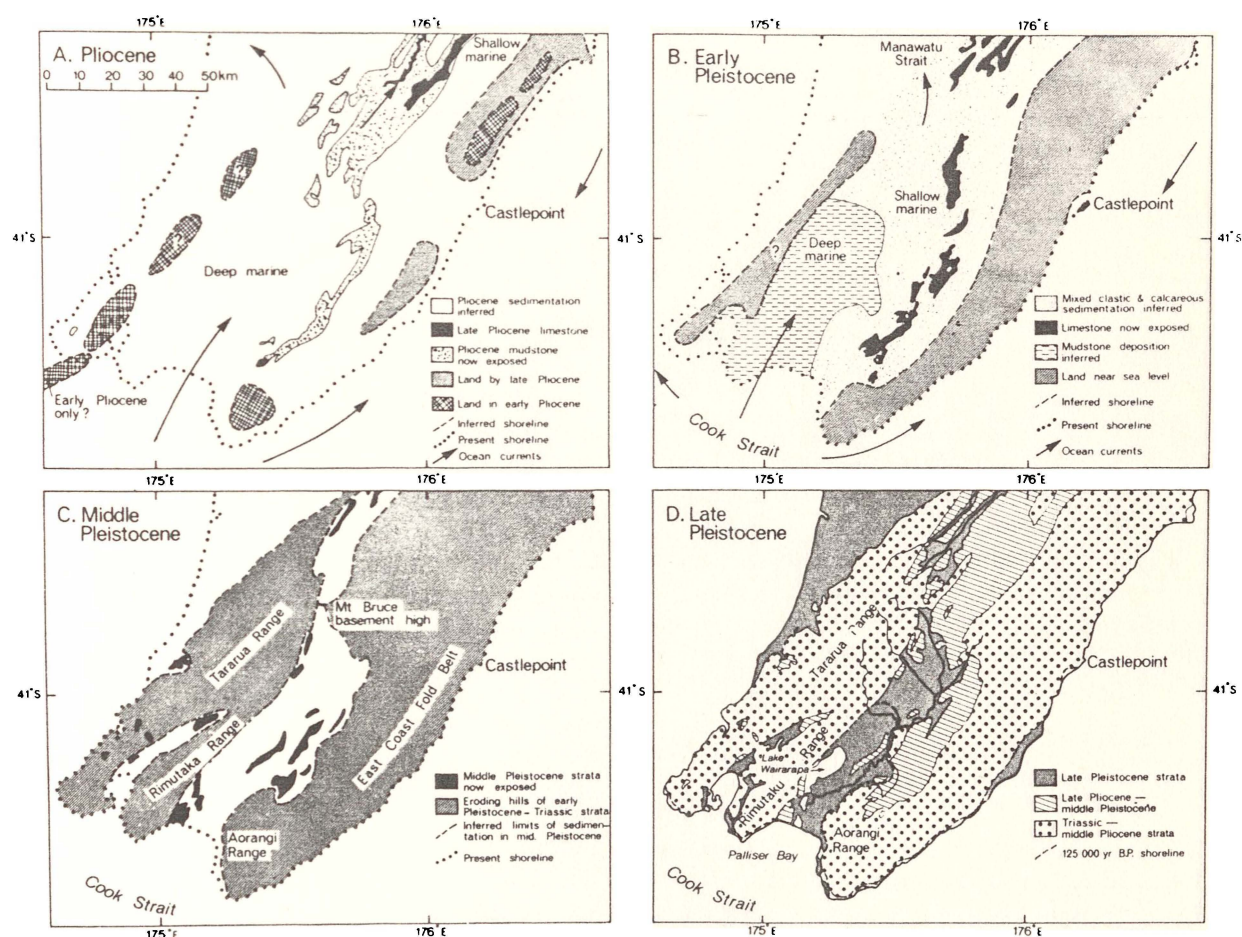 175°E
176°E
A. Pliocene
0 10 20 30 40 50km
Shallow
marine
Castlepoint
41°S
Deep marine
Early Pliocene
only ?
?
?
Pliocene sedimentation
inferred
Late Pliocene limestone
Pliocene mudstone
now exposed
Land by late Pliocene
Land in early Pliocene
Inferred shoreline
Present shoreline
Ocean currents
175°E
176°E
B. Early
Pleistocene
Manawatu
Strait
Shallow
marine
Castlepoint
41°S
41°S
Deep
marine
?
Cook Strait
Mixed clastic & calcareous
sedimentation inferred
Limestone now exposed
Mudstone deposition
inferred
Land near sea level
Inferred shoreline
Present shoreline
Ocean currents
175°E
176°E
175°E
176°E
C. Middle
Pleistocene
Mt Bruce
basement high
Tararua Range
Castlepoint
41°S
East Coast Fold Belt
Rimutaka Range
Aorangi
Range
Cook Strait
Middle Pleistocene strata
now exposed
Eroding hills of early
Pleistocene - Triassic strata
Inferred limits of sedimen-
tation in mid. Pleistocene
Present shoreline
175°E
176°E
175°E
176°E
D. Late
Pleistocene
Tararua Range
Castlepoint
41°S
41°S
Lake
Wairarapa
Rimutaku Range
Aorangi
Range
Palliser Bay
Cook Strait
Late Pleistocene strata
Late Pliocene —
middle Pleistocene
Triassic —
middle Pliocene strata
125 000 yr B.P. shoreline
175°E
176°E